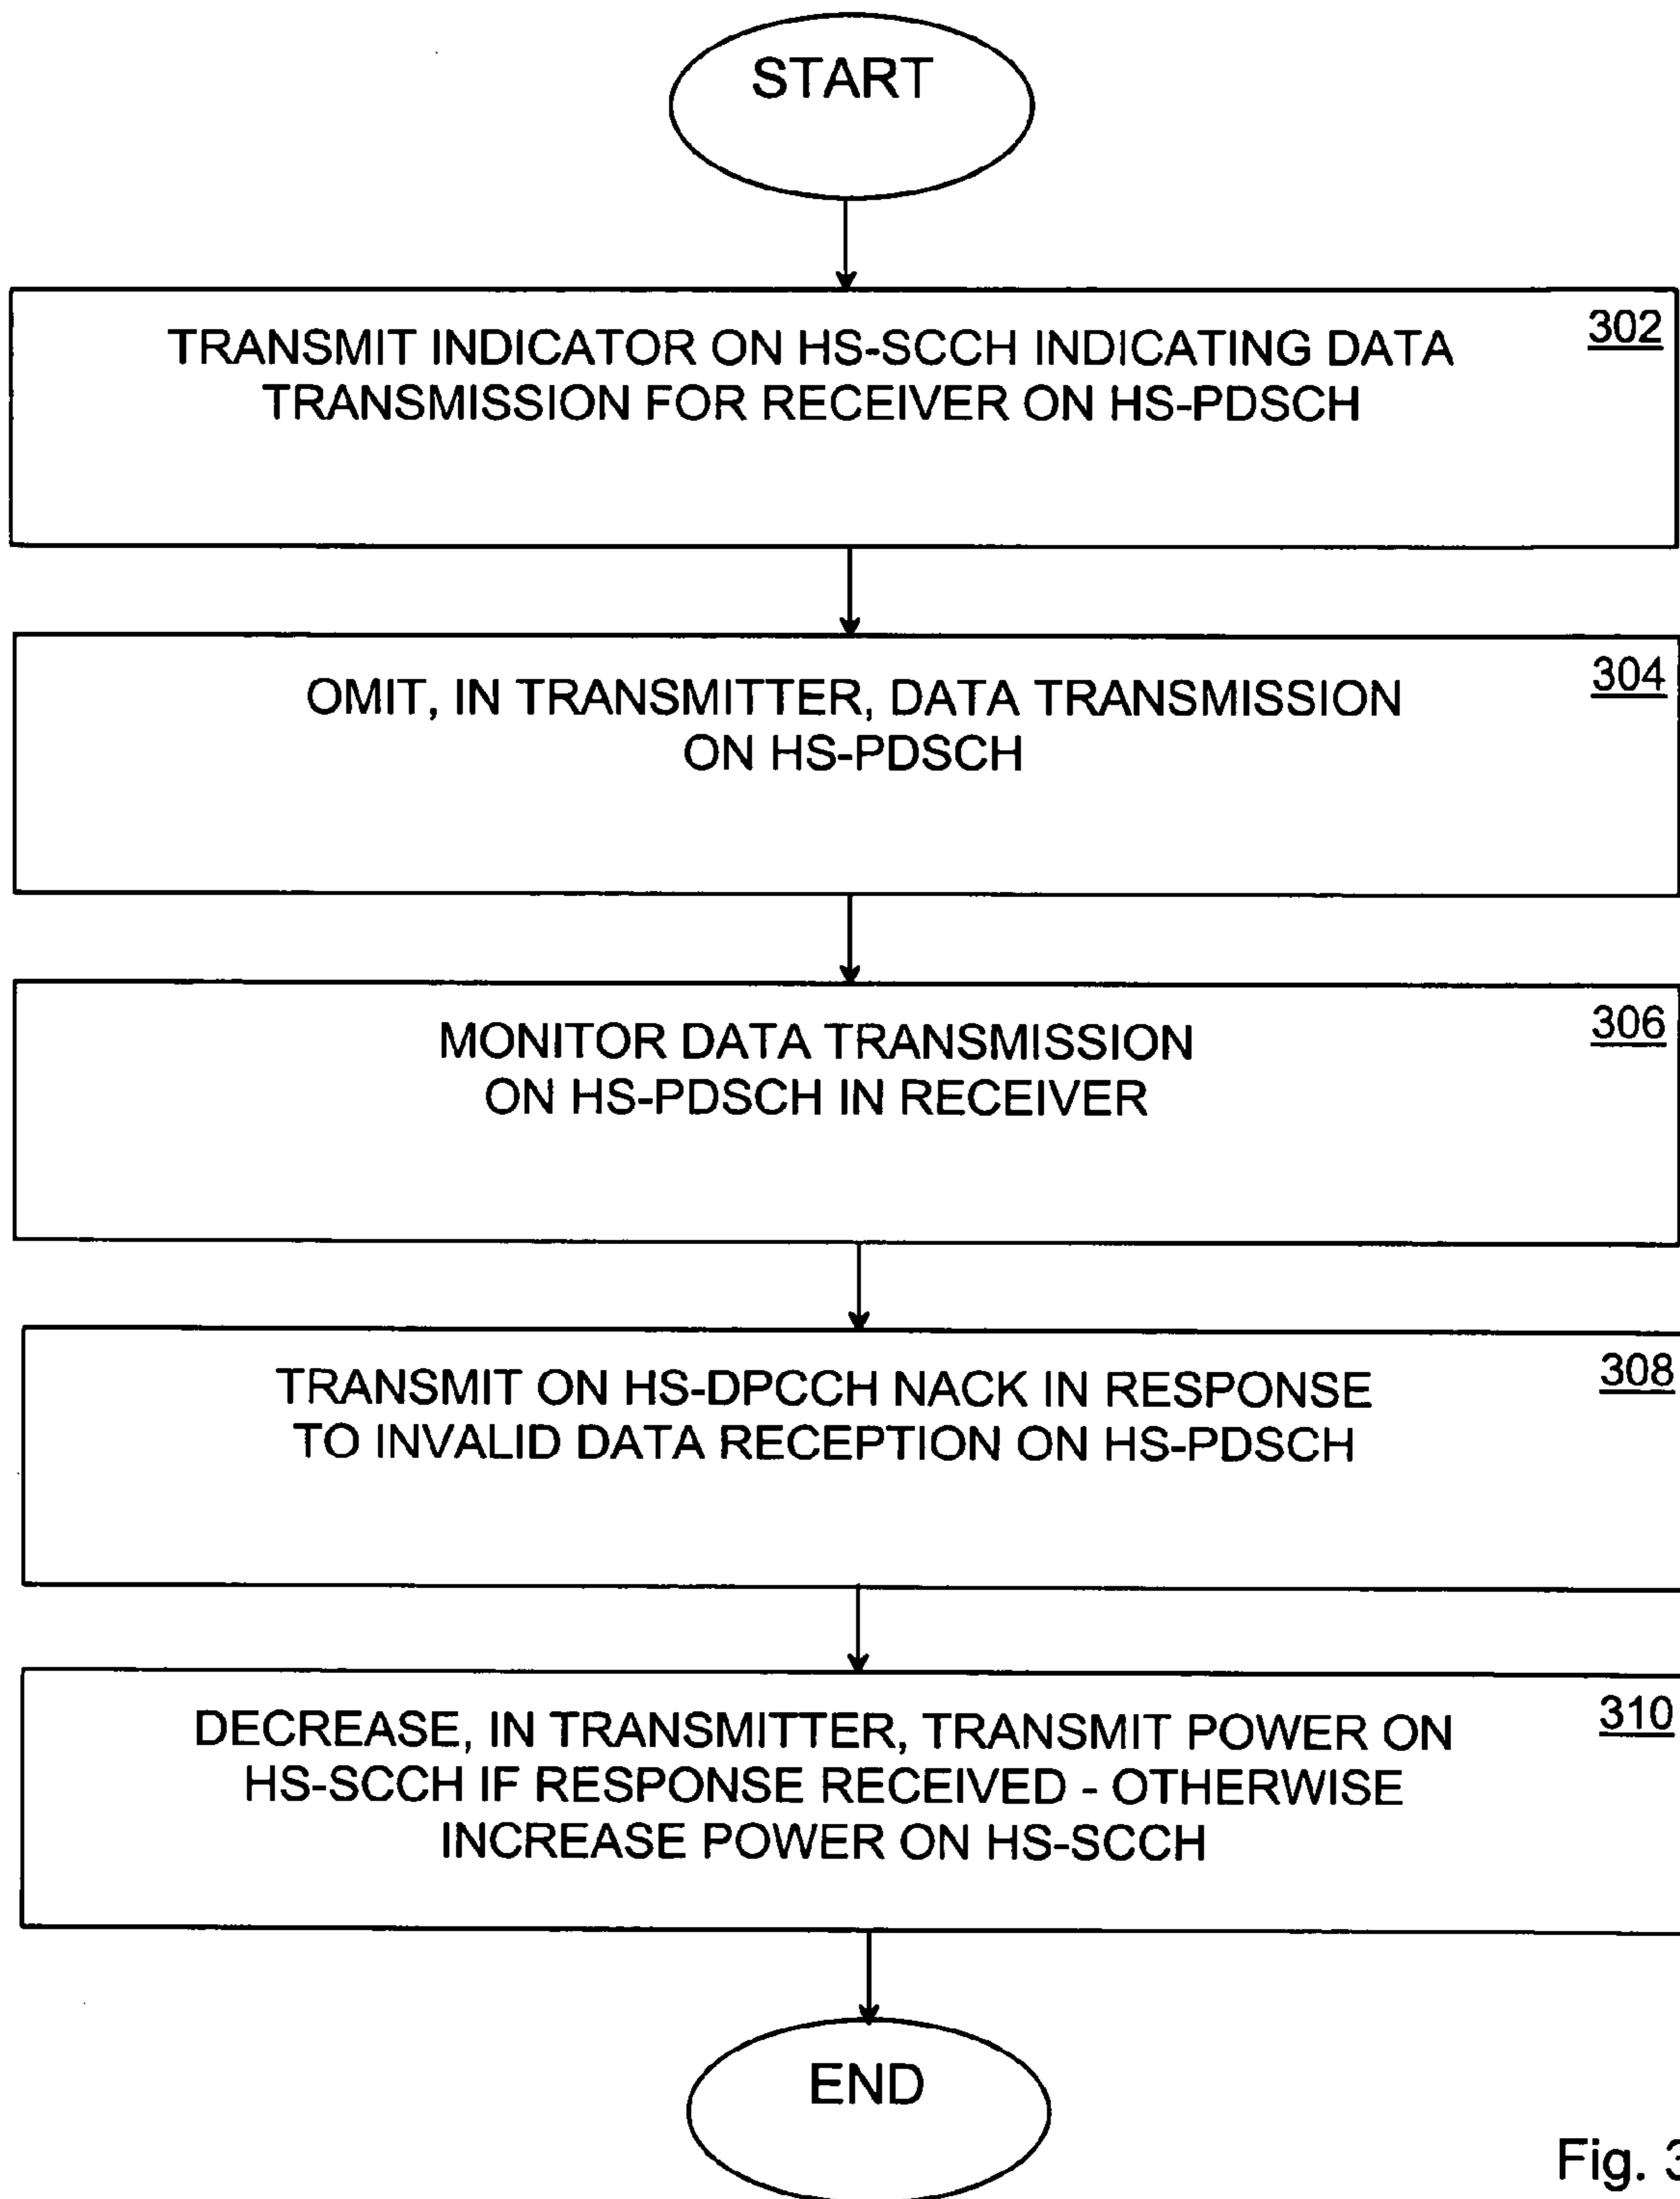 START
302
TRANSMIT INDICATOR ON HS-SCCH INDICATING DATA
TRANSMISSION FOR RECEIVER ON HS-PDSCH
304
OMIT, IN TRANSMITTER, DATA TRANSMISSION
ON HS-PDSCH
306
MONITOR DATA TRANSMISSION
ON HS-PDSCH IN RECEIVER
308
TRANSMIT ON HS-DPCCH NACK IN RESPONSE
TO INVALID DATA RECEPTION ON HS-PDSCH
310
DECREASE, IN TRANSMITTER, TRANSMIT POWER ON
HS-SCCH IF RESPONSE RECEIVED - OTHERWISE
INCREASE POWER ON HS-SCCH
END
Fig. 3